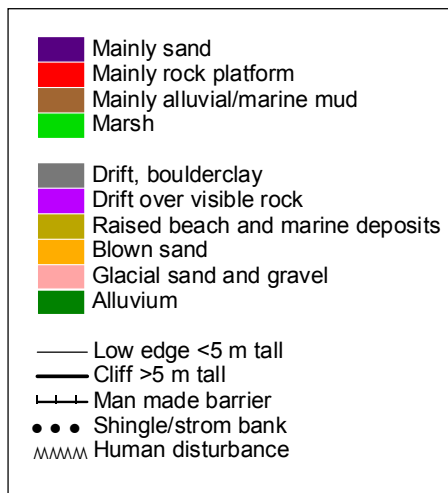 Mainly sand
Mainly rock platform
Mainly alluvial/marine mud
Marsh
Drift, boulderclay
Drift over visible rock
Raised beach and marine deposits
Blown sand
Glacial sand and gravel
Alluvium
Low edge <5 m tall
Cliff >5 m tall
Man made barrier
Shingle/strom bank
Human disturbance